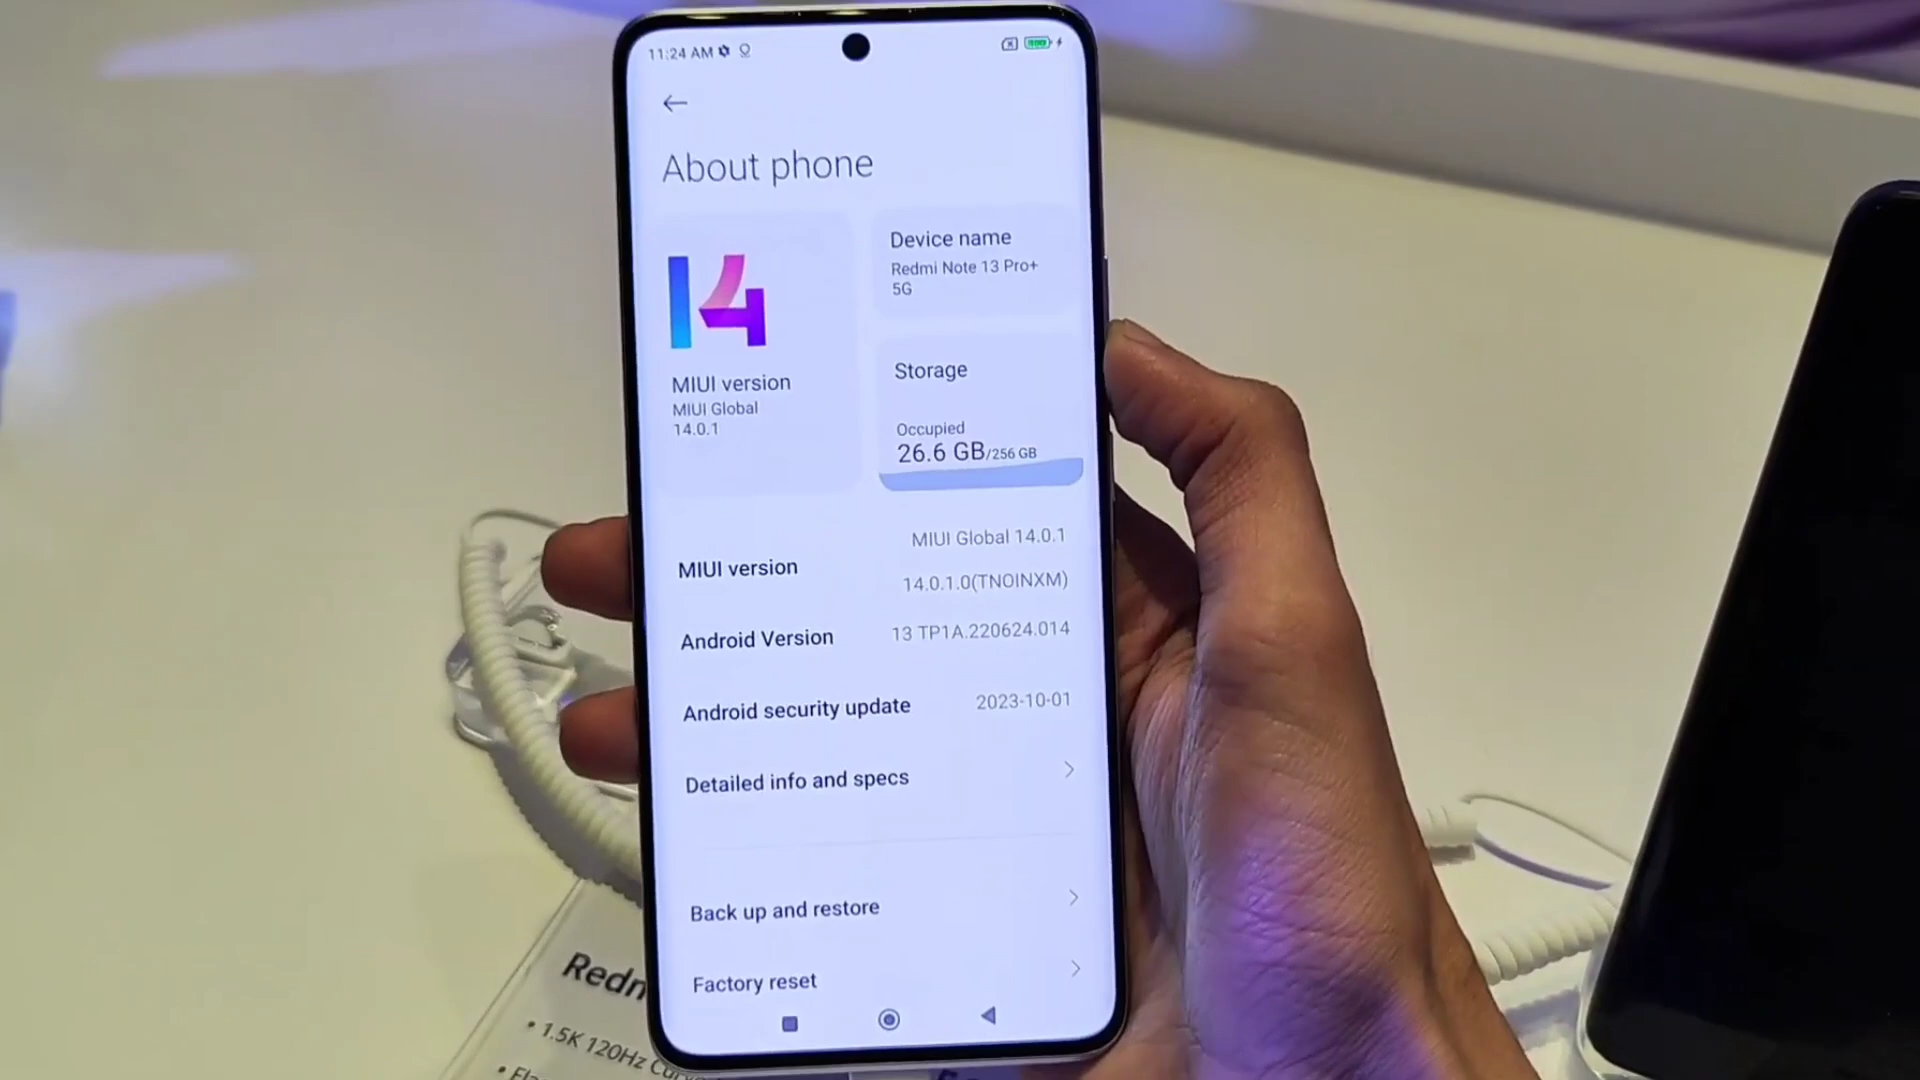 11:24 AM
About phone
14
MIUI version
MIUI Global
14.0.1
Device name
Redmi Note 13 Pro+
5G
Storage
Occupied
26.6 GB/256 GB
MIUI version
MIUI Global 14.0.1
14.0.1.0(TNOINXM)
Android Version
13 TP1A.220624.014
Android security update
2023-10-01
Detailed info and specs
Back up and restore
Factory reset
• 1.5K 120Hz